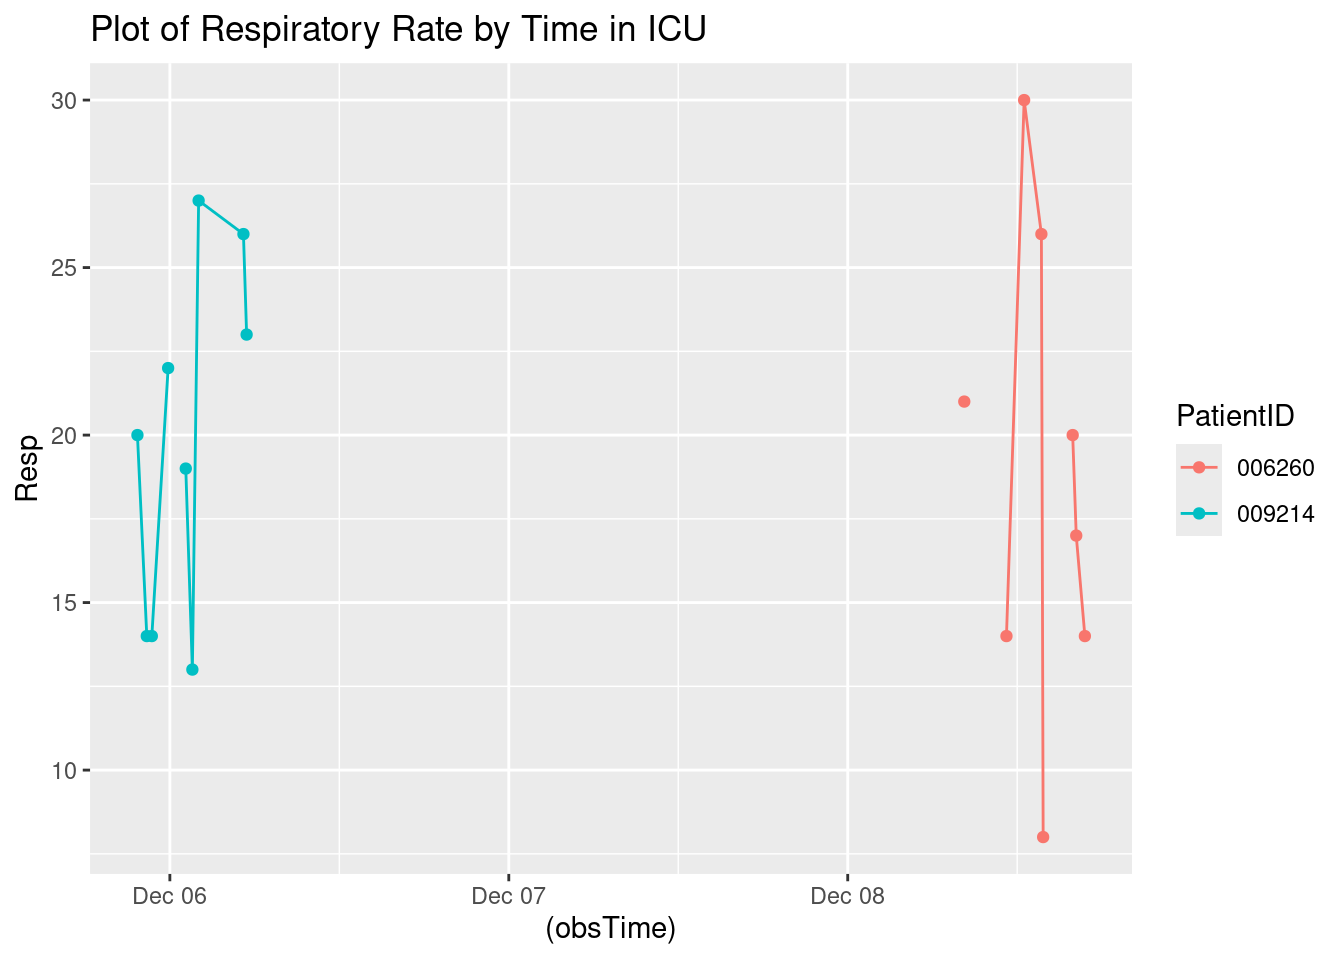 Plot of Respiratory Rate by Time in ICU
30
25
20
15
10
Resp
Dec 06
Dec 07
Dec 08
(obsTime)
PatientID
006260
009214